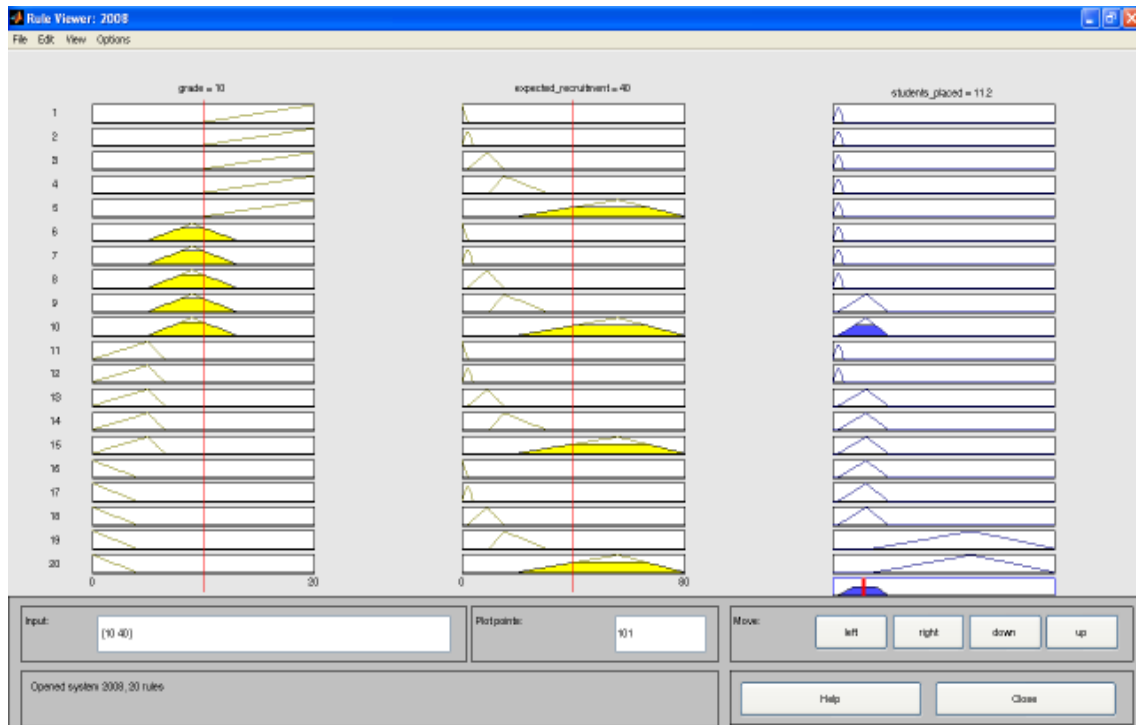 Rule Viewer: 2008
File Edit View Options
grade = 10
expected_recruitment = 40
students_placed = 11.2
1
2
3
4
5
6
7
8
9
10
11
12
13
14
15
16
17
18
19
20
0 20
0 80
Input:
[10 40]
Plot points:
101
Move:
left
right
down
up
Opened system 2008, 20 rules
Help
Close